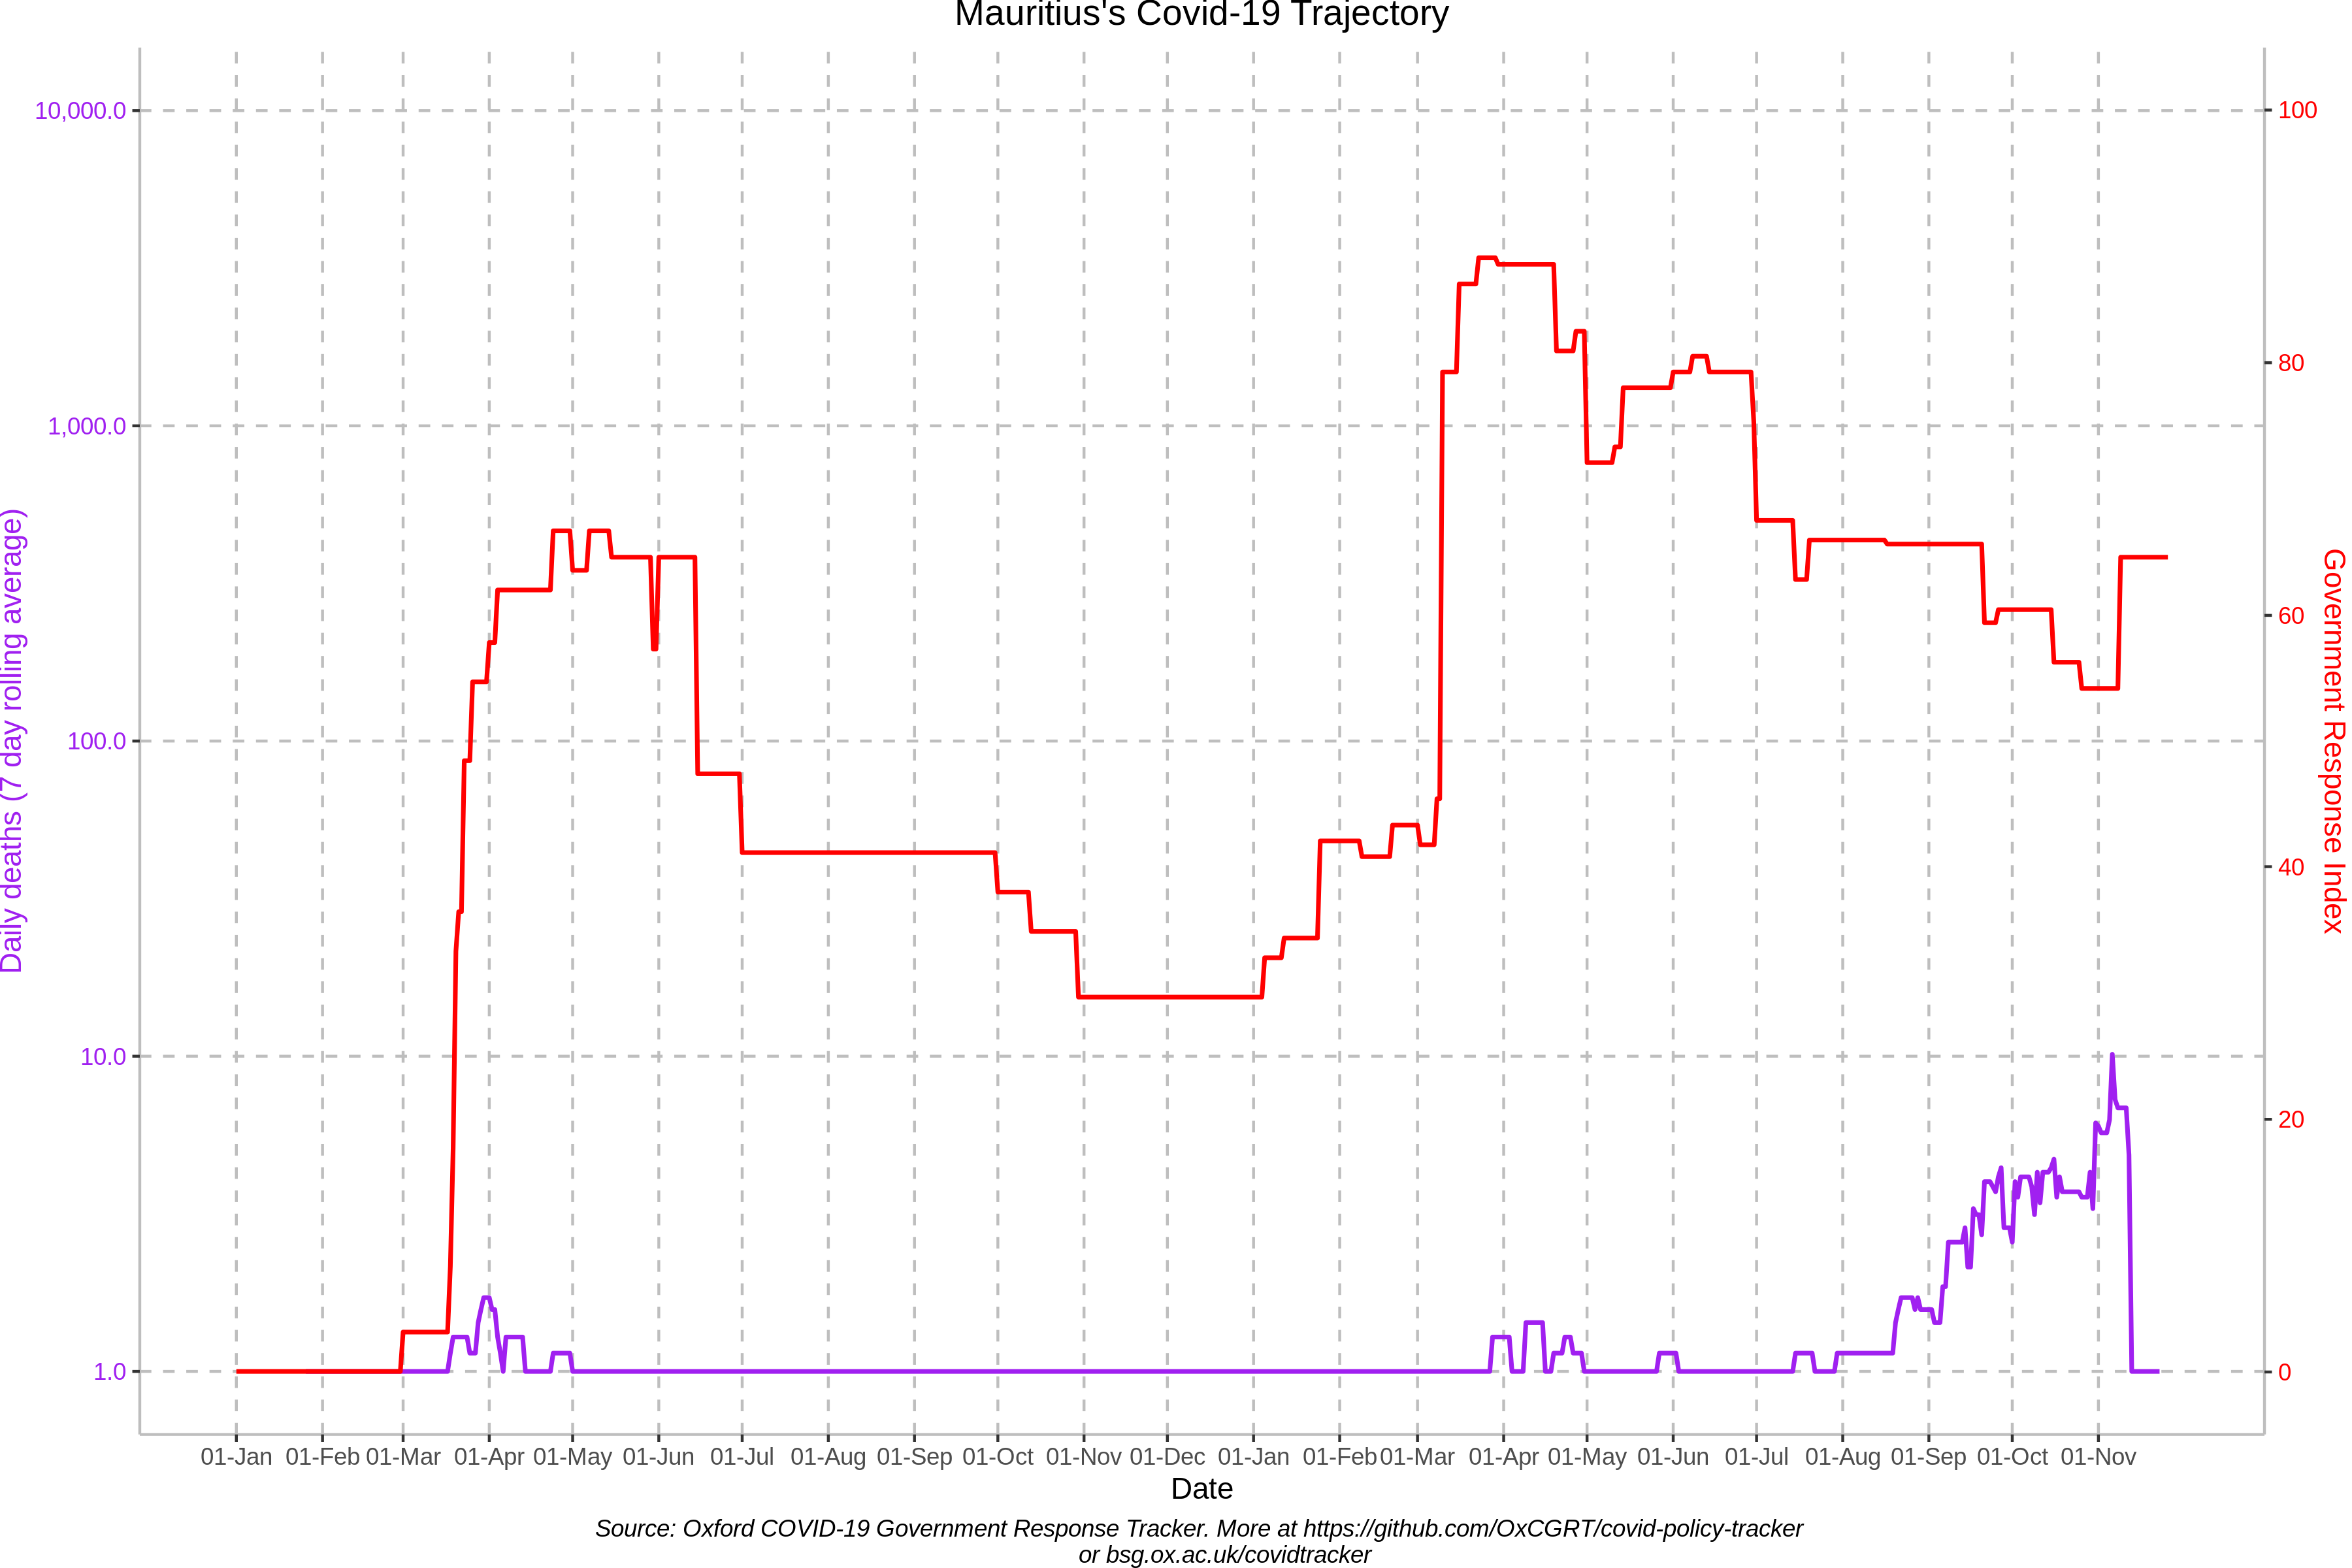 Mauritius's Covid-19 Trajectory
10,000.0
1,000.0
100.0
10.0
1.0
Daily deaths (7 day rolling average)
100
80
60
40
20
0
Government Response Index
01-Jan 01-Feb 01-Mar 01-Apr 01-May 01-Jun 01-Jul 01-Aug 01-Sep 01-Oct 01-Nov 01-Dec 01-Jan 01-Feb 01-Mar 01-Apr 01-May 01-Jun 01-Jul 01-Aug 01-Sep 01-Oct 01-Nov
Date
Source: Oxford COVID-19 Government Response Tracker. More at https://github.com/OxCGRT/covid-policy-tracker
or bsg.ox.ac.uk/covidtracker